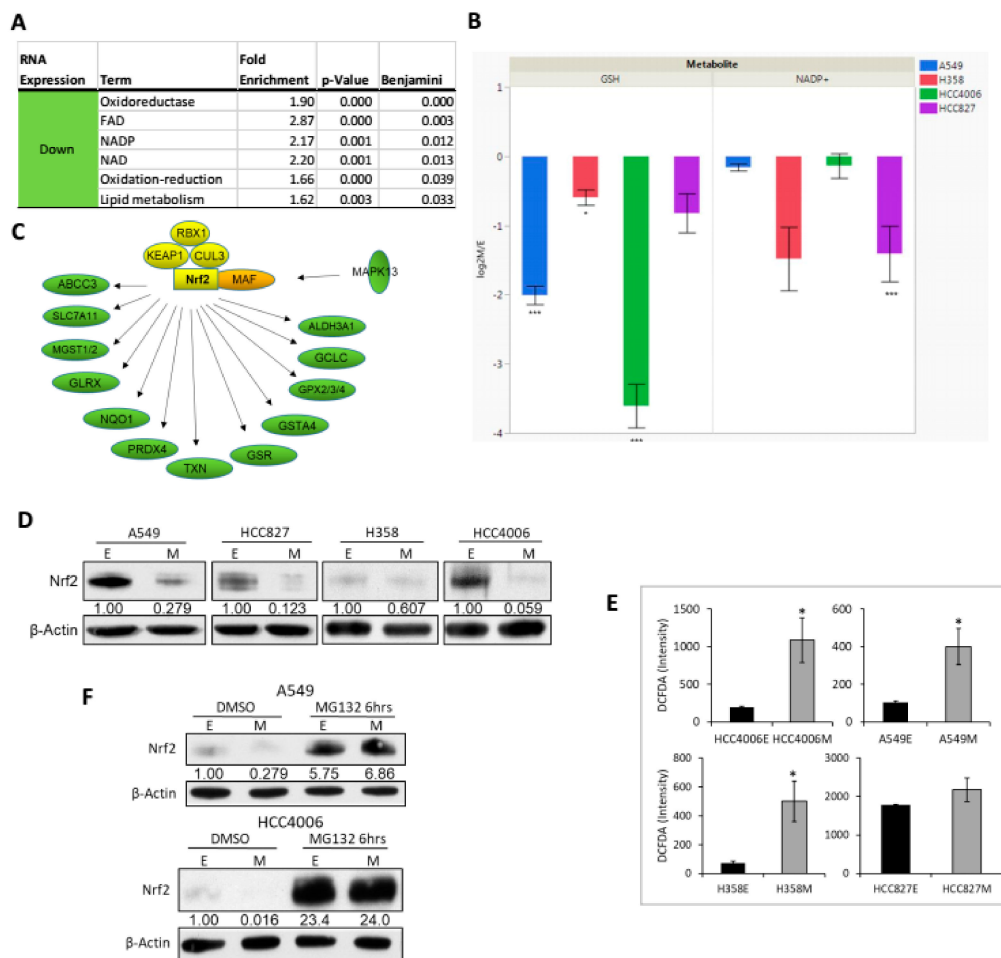 A
RNA Expression Term Fold Enrichment p-Value Benjamini
Down
Oxidoreductase 1.90 0.000 0.000
FAD 2.87 0.000 0.003
NADP 2.17 0.001 0.012
NAD 2.20 0.001 0.013
Oxidation-reduction 1.66 0.000 0.039
Lipid metabolism 1.62 0.003 0.033
B
Metabolite
GSH NADP+
A549
H358
HCC4006
HCC827
log2M/E
1
0
-1
-2
-3
-4
***
*
***
***
C
RBX1
KEAP1 CUL3
Nrf2 MAF
MAPK13
ABCC3
SLC7A11
MGST1/2
GLRX
NQO1
PRDX4
TXN
GSR
GSTA4
GPX2/3/4
GCLC
ALDH3A1
D
A549 HCC827 H358 HCC4006
E M E M E M E M
Nrf2
1.00 0.279 1.00 0.123 1.00 0.607 1.00 0.059
β-Actin
E
DCFDA (Intensity)
1500
1000
500
0
*
HCC4006E HCC4006M
600
400
200
0
*
A549E A549M
DCFDA (Intensity)
800
600
400
200
0
*
H358E H358M
3000
2000
1000
0
HCC827E HCC827M
F
A549
DMSO MG132 6hrs
E M E M
Nrf2
1.00 0.279 5.75 6.86
β-Actin
HCC4006
DMSO MG132 6hrs
E M E M
Nrf2
1.00 0.016 23.4 24.0
β-Actin